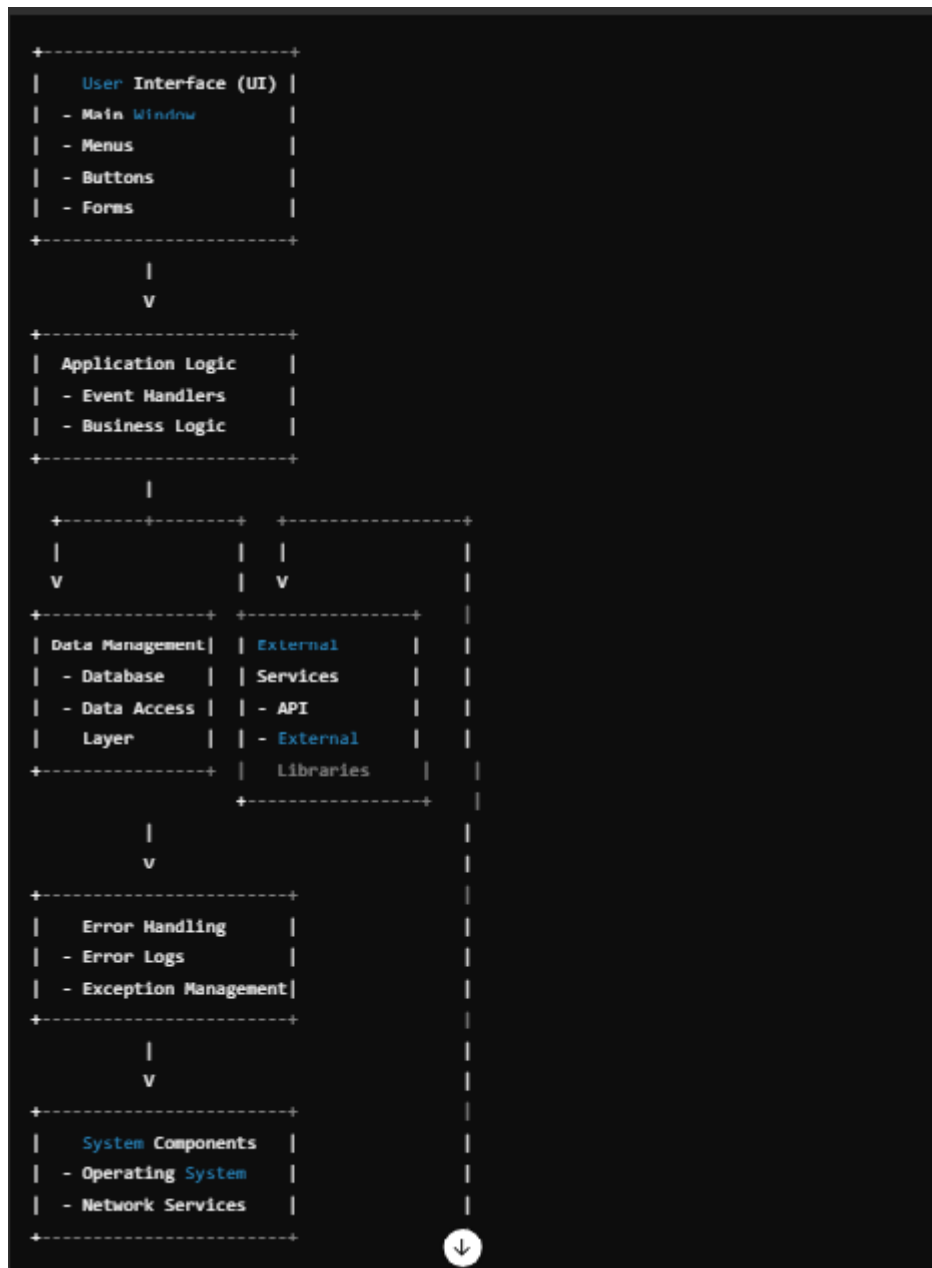 User Interface (UI)
- Main Window
- Menus
- Buttons
- Forms
V
Application Logic
- Event Handlers
- Business Logic
V V
Data Management External
- Database Services
- Data Access - API
Layer - External
Libraries
V
Error Handling
- Error Logs
- Exception Management
V
System Components
- Operating System
- Network Services